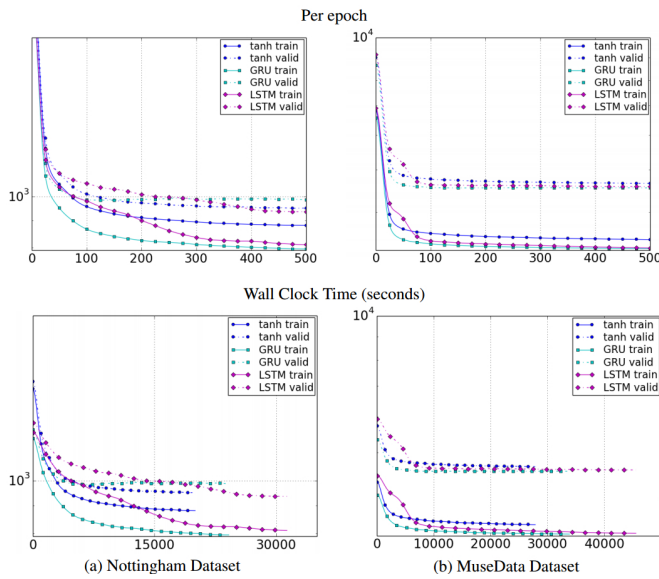 Per epoch
10^3
0 100 200 300 400 500
tanh train
tanh valid
GRU train
GRU valid
LSTM train
LSTM valid
10^4
0 100 200 300 400 500
tanh train
tanh valid
GRU train
GRU valid
LSTM train
LSTM valid
Wall Clock Time (seconds)
10^3
0 15000 30000
tanh train
tanh valid
GRU train
GRU valid
LSTM train
LSTM valid
(a) Nottingham Dataset
10^4
0 10000 20000 30000 40000
tanh train
tanh valid
GRU train
GRU valid
LSTM train
LSTM valid
(b) MuseData Dataset